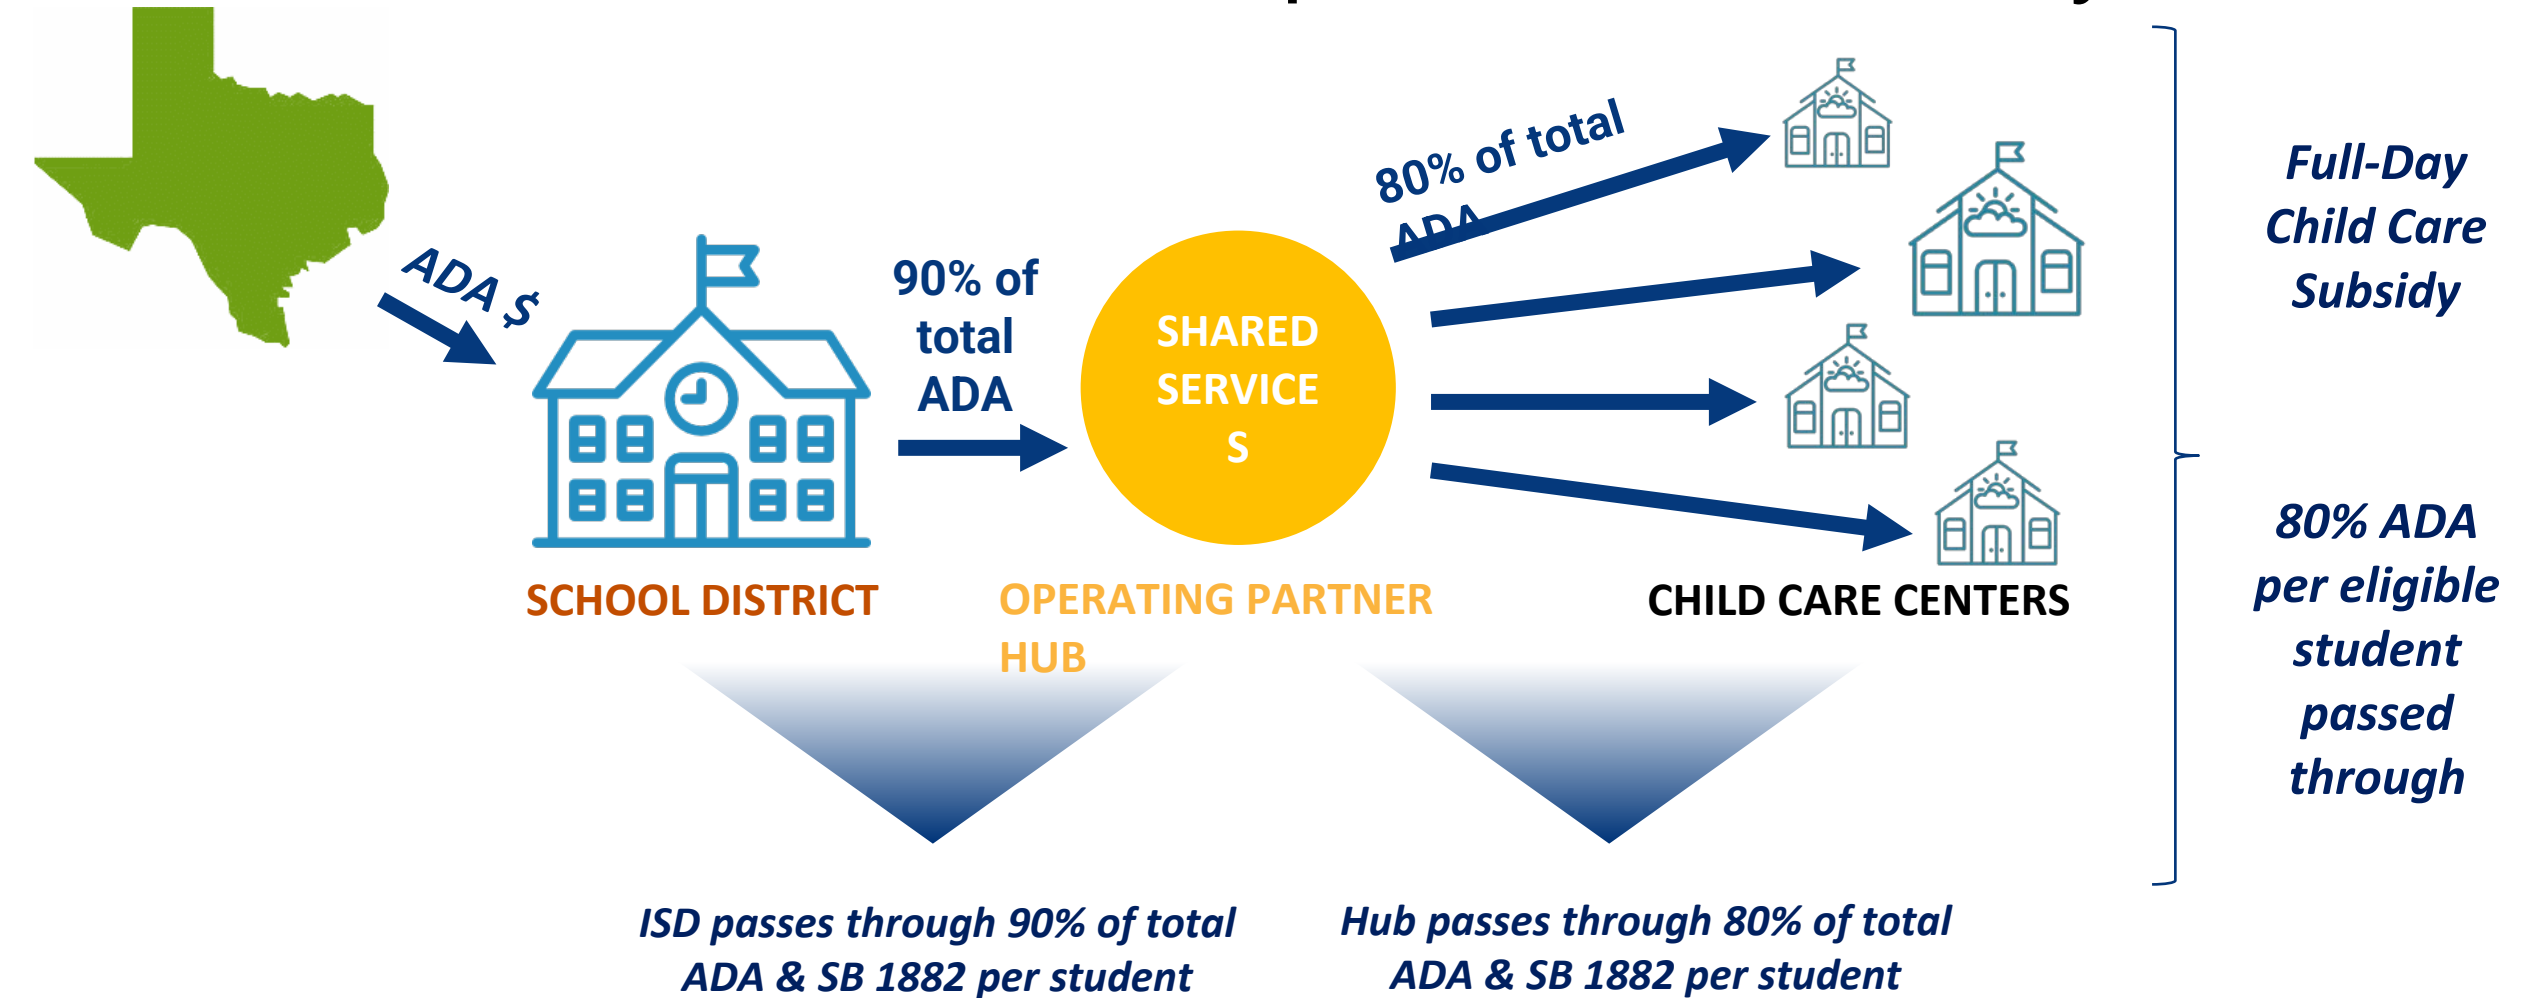 ADA $
90% of
total
ADA
SHARED
SERVICE
S
80% of total
ADA
SCHOOL DISTRICT
OPERATING PARTNER
HUB
CHILD CARE CENTERS
Full-Day
Child Care
Subsidy
80% ADA
per eligible
student
passed
through
ISD passes through 90% of total
ADA & SB 1882 per student
Hub passes through 80% of total
ADA & SB 1882 per student